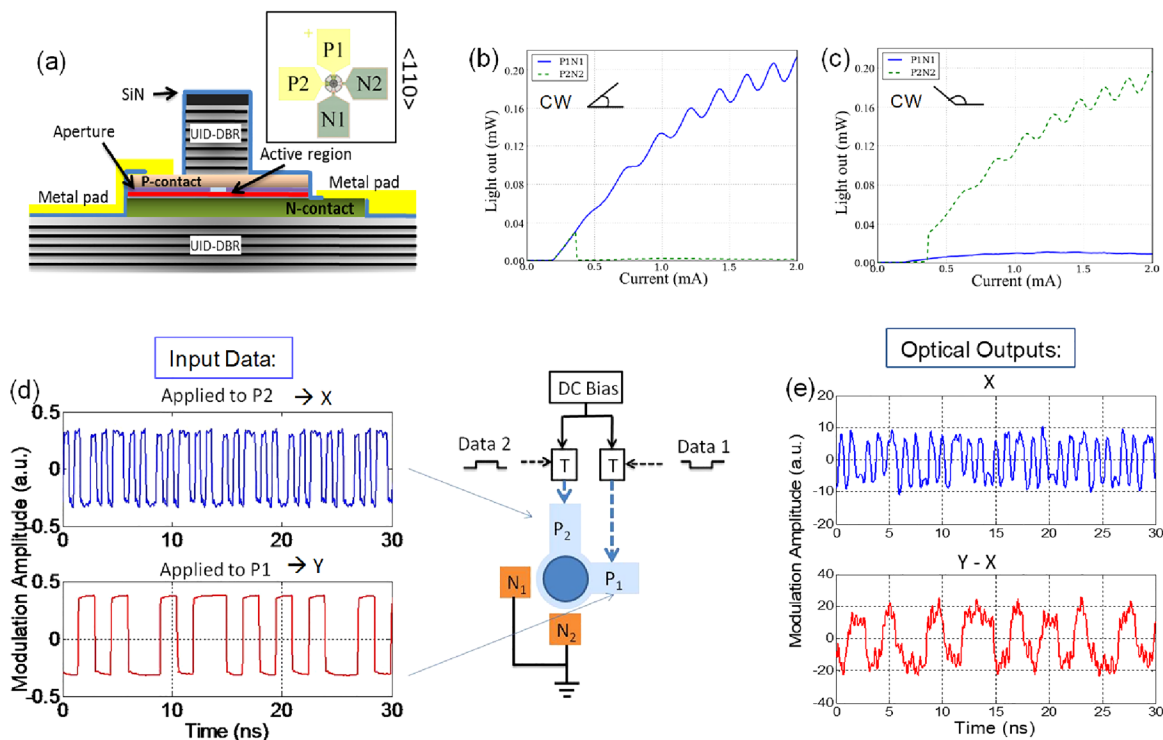 (a)
SiN
UID-DBR
Aperture
Active region
P-contact
Metal pad
Metal pad
N-contact
UID-DBR
P1
P2
N2
N1
<110>
(b)
P1N1
P2N2
CW
Light out (mW)
0.20
0.16
0.12
0.08
0.04
0.00
0.0 0.5 1.0 1.5 2.0
Current (mA)
(c)
P1N1
P2N2
CW
Light out (mW)
0.20
0.16
0.12
0.08
0.04
0.00
0.0 0.5 1.0 1.5 2.0
Current (mA)
Input Data:
(d)
Applied to P2 → X
Modulation Amplitude (a.u.)
0.5
0
-0.5
0 10 20 30
Applied to P1 → Y
0.5
0
-0.5
0 10 20 30
Time (ns)
DC Bias
Data 2
T
T
Data 1
P2
P1
N1
N2
Optical Outputs:
(e)
X
Modulation Amplitude (a.u.)
20
10
0
-10
-20
0 5 10 15 20 25 30
Y - X
40
20
0
-20
-40
0 5 10 15 20 25 30
Time (ns)